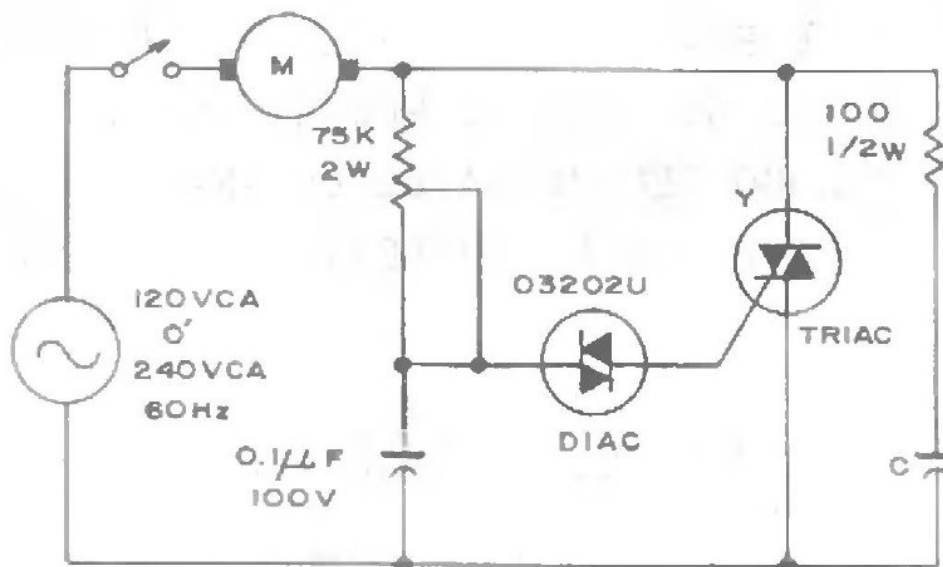 M
75K
2W
100
1/2W
Y
03202U
TRIAC
120VCA
O'
240VCA
60Hz
DIAC
0.1μF
100V
C